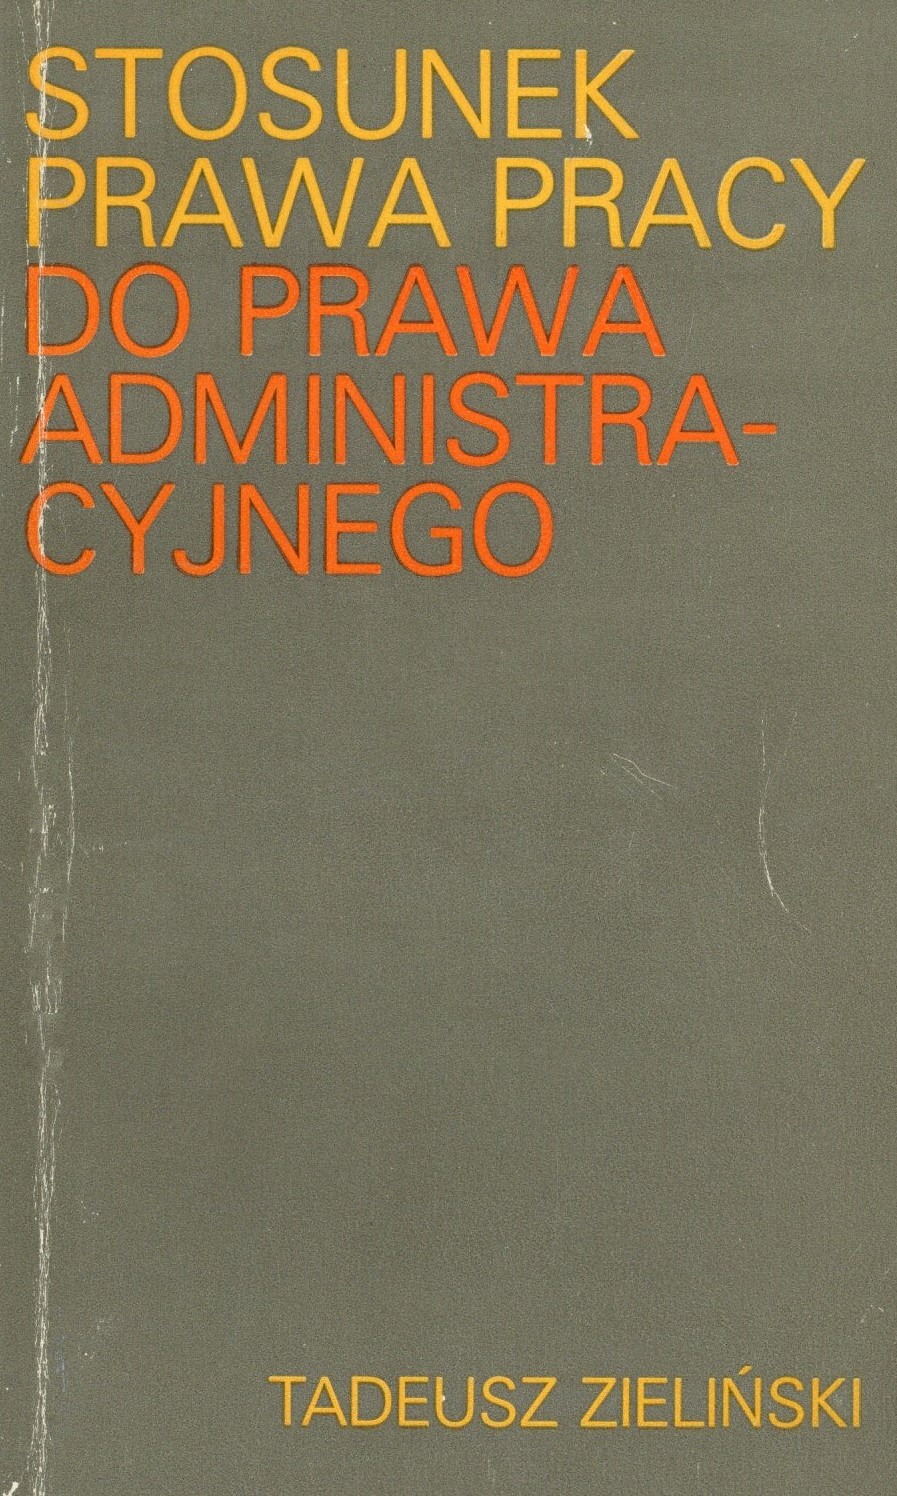 STOSUNEK
PRAWA PRACY
DO PRAWA
ADMINISTRA-
CYJNEGO
TADEUSZ ZIELIŃSKI